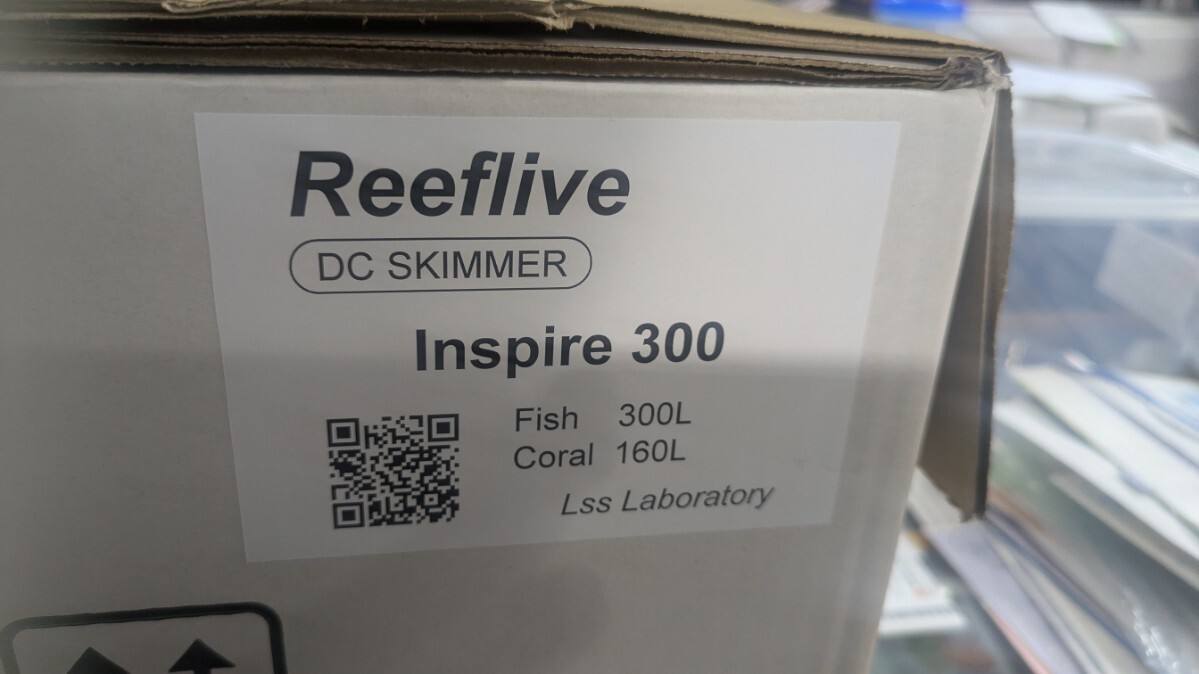 Reeflive
DC SKIMMER
Inspire 300
Fish 300L
Coral 160L
Lss Laboratory